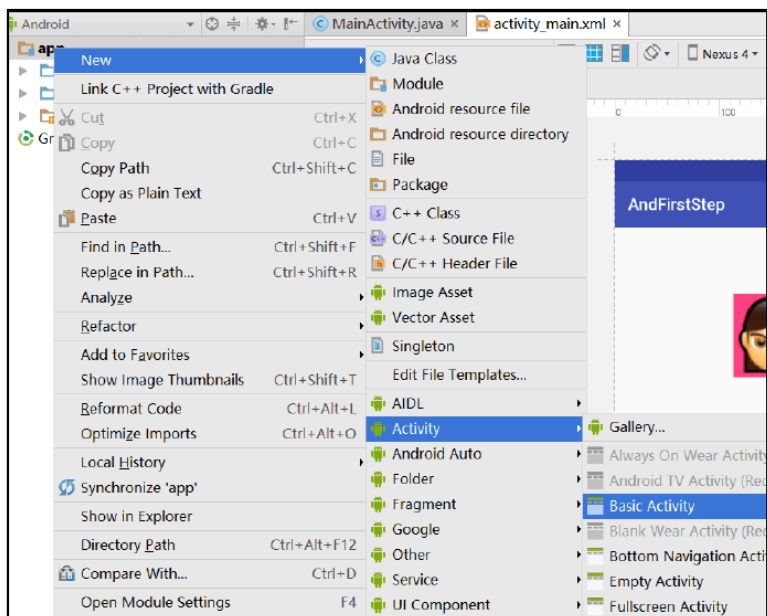 Android
MainActivity.java ×
activity_main.xml ×
app
Gr
Nexus 4
0
100
AndFirstStep
New
Link C++ Project with Gradle
Cut Ctrl+X
Copy Ctrl+C
Copy Path Ctrl+Shift+C
Copy as Plain Text
Paste Ctrl+V
Find in Path... Ctrl+Shift+F
Replace in Path... Ctrl+Shift+R
Analyze
Refactor
Add to Favorites
Show Image Thumbnails Ctrl+Shift+T
Reformat Code Ctrl+Alt+L
Optimize Imports Ctrl+Alt+O
Local History
Synchronize 'app'
Show in Explorer
Directory Path Ctrl+Alt+F12
Compare With... Ctrl+D
Open Module Settings F4
Java Class
Module
Android resource file
Android resource directory
File
Package
C++ Class
C/C++ Source File
C/C++ Header File
Image Asset
Vector Asset
Singleton
Edit File Templates...
AIDL
Activity
Android Auto
Folder
Fragment
Google
Other
Service
UI Component
Gallery...
Always On Wear Activity
Android TV Activity (Rec
Basic Activity
Blank Wear Activity (Rec
Bottom Navigation Acti
Empty Activity
Fullscreen Activity